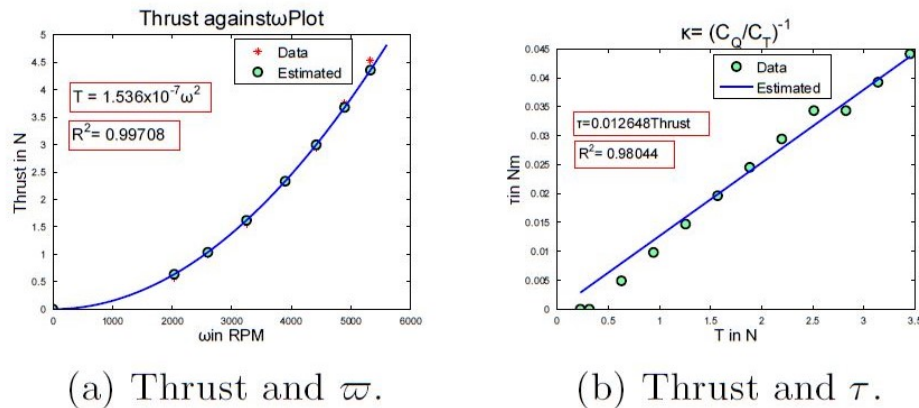 Thrust againstωPlot
5
4.5
4
3.5
3
2.5
2
1.5
1
0.5
0
Thrust in N
* Data
Estimated
T = 1.536x10⁻⁷ω²
R²= 0.99708
0 1000 2000 3000 4000 5000 6000
ωin RPM
(a) Thrust and ϖ.
κ= (C_Q/C_T)⁻¹
0.045
0.04
0.035
0.03
0.025
0.02
0.015
0.01
0.005
0
τin Nm
Data
Estimated
τ=0.012648Thrust
R²= 0.98044
0 0.5 1 1.5 2 2.5 3 3.5
T in N
(b) Thrust and τ.